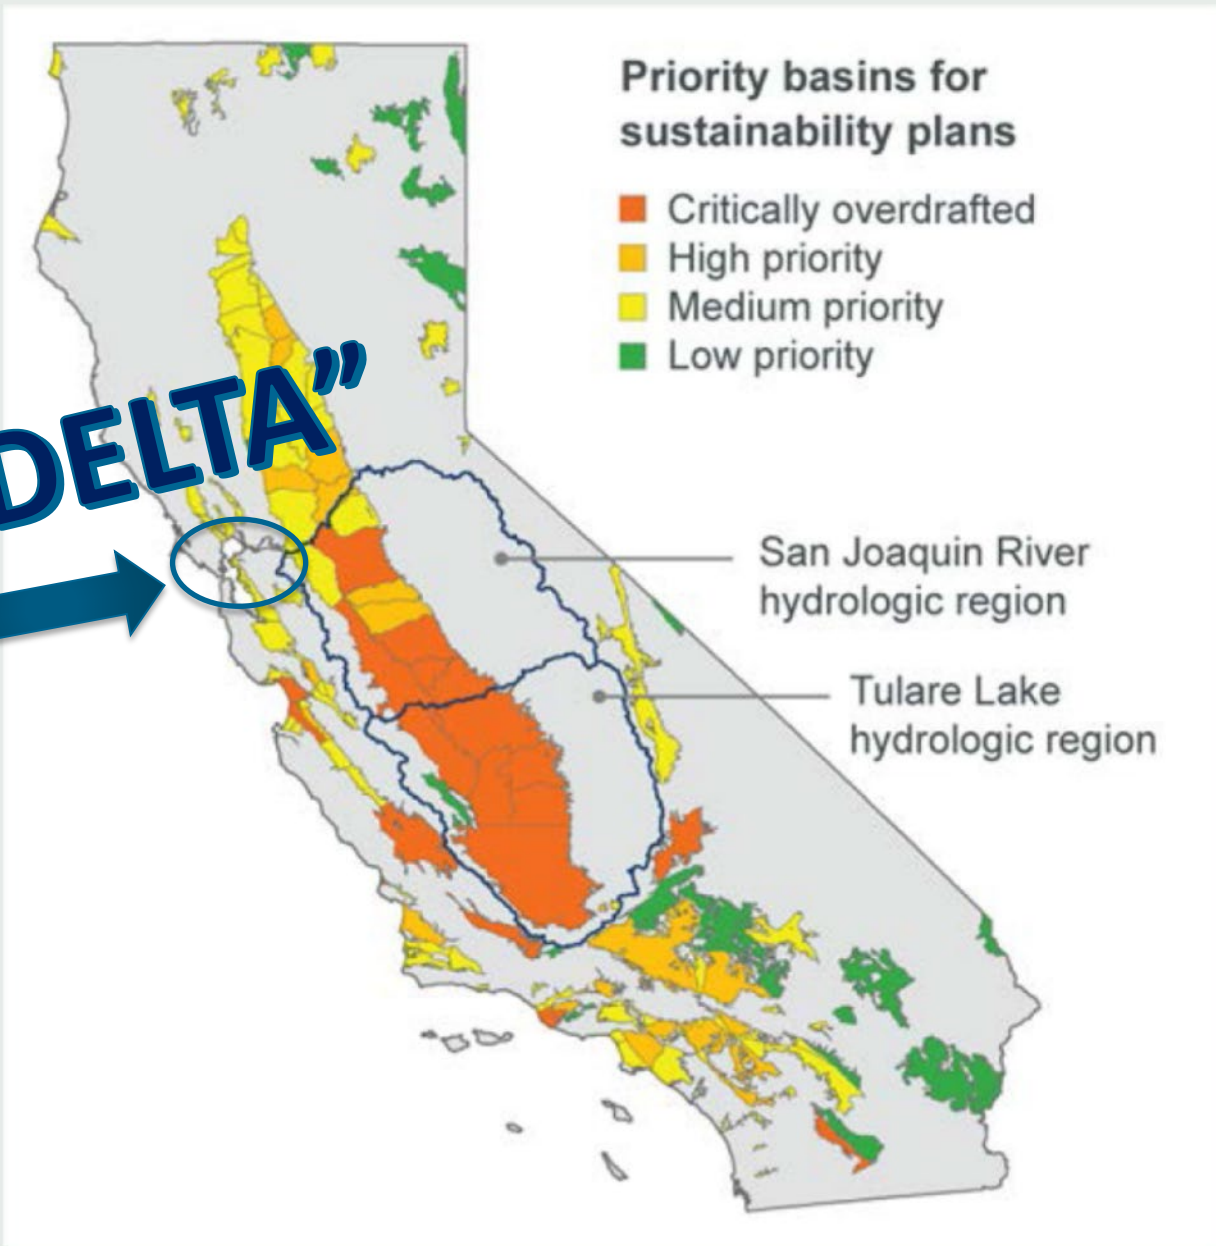 Priority basins for
sustainability plans
Critically overdrafted
High priority
Medium priority
Low priority
DELTA”
San Joaquin River
hydrologic region
Tulare Lake
hydrologic region